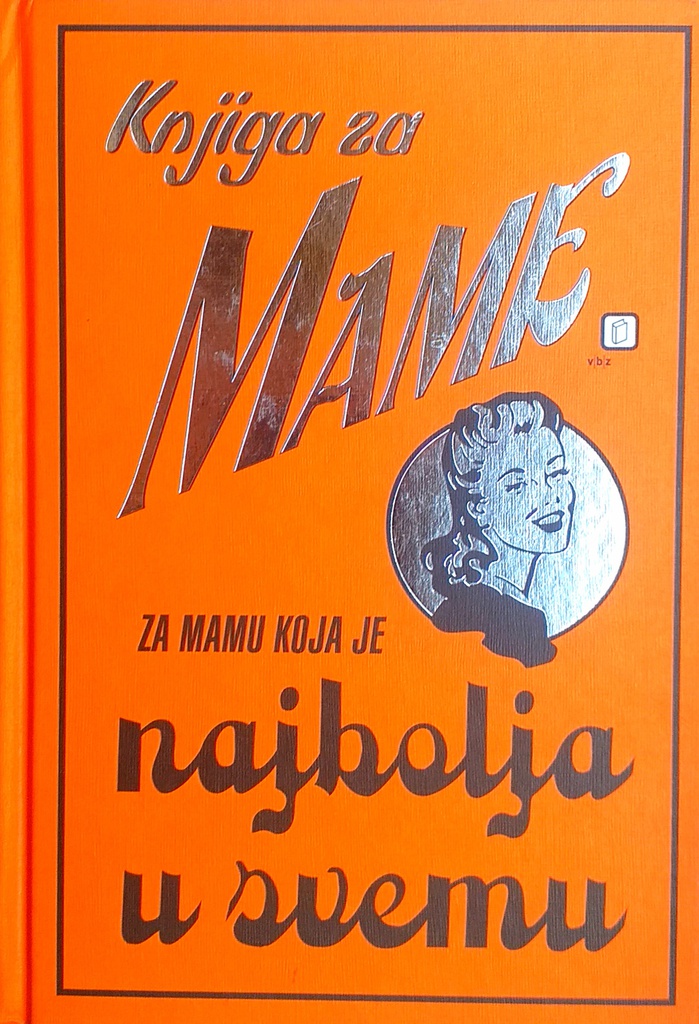 Knjiga za
MAME
vbz
ZA MAMU KOJA JE
najbolja
u svemu